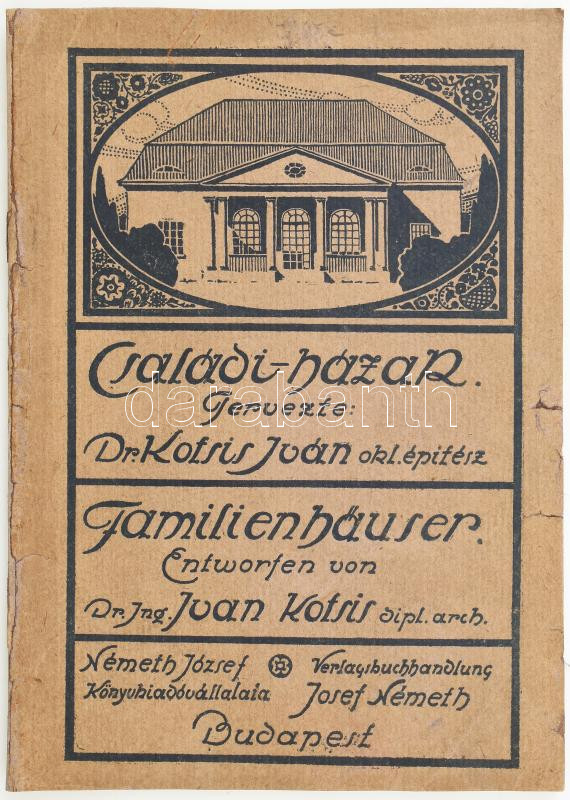 Családi-házak.
Tervezte:
Dr. Kotsis Iván okl. építész
Familienhäuser.
Entworfen von
Dr. Ing. Ivan Kotsis dipl. arch.
Németh József Verlagsbuchhandlung
Könyvkiadóvállalata Josef Németh
Budapest
darabanth